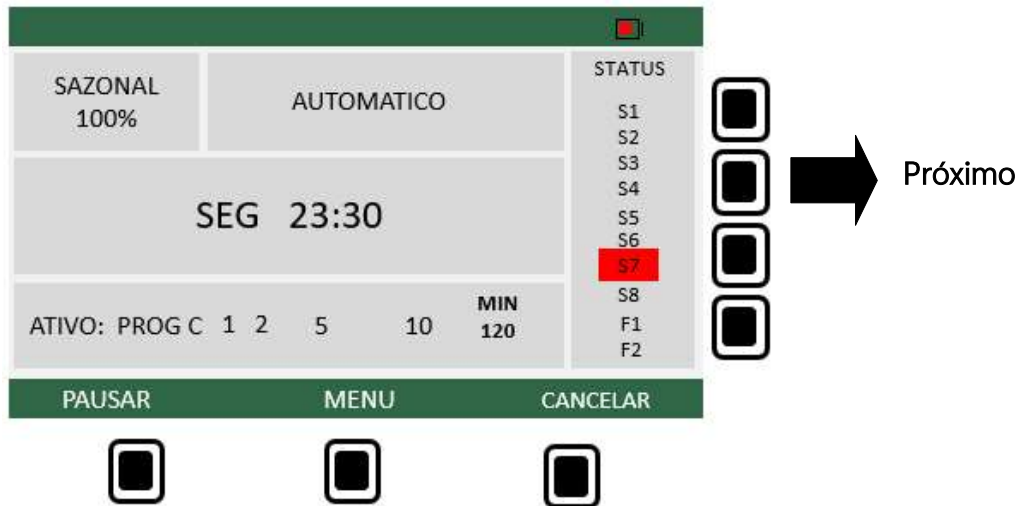 SAZONAL
100%
AUTOMATICO
STATUS
S1
S2
S3
S4
S5
S6
S7
S8
F1
F2
SEG 23:30
ATIVO: PROG C 1 2 5 10
MIN
120
PAUSAR MENU CANCELAR
Próximo